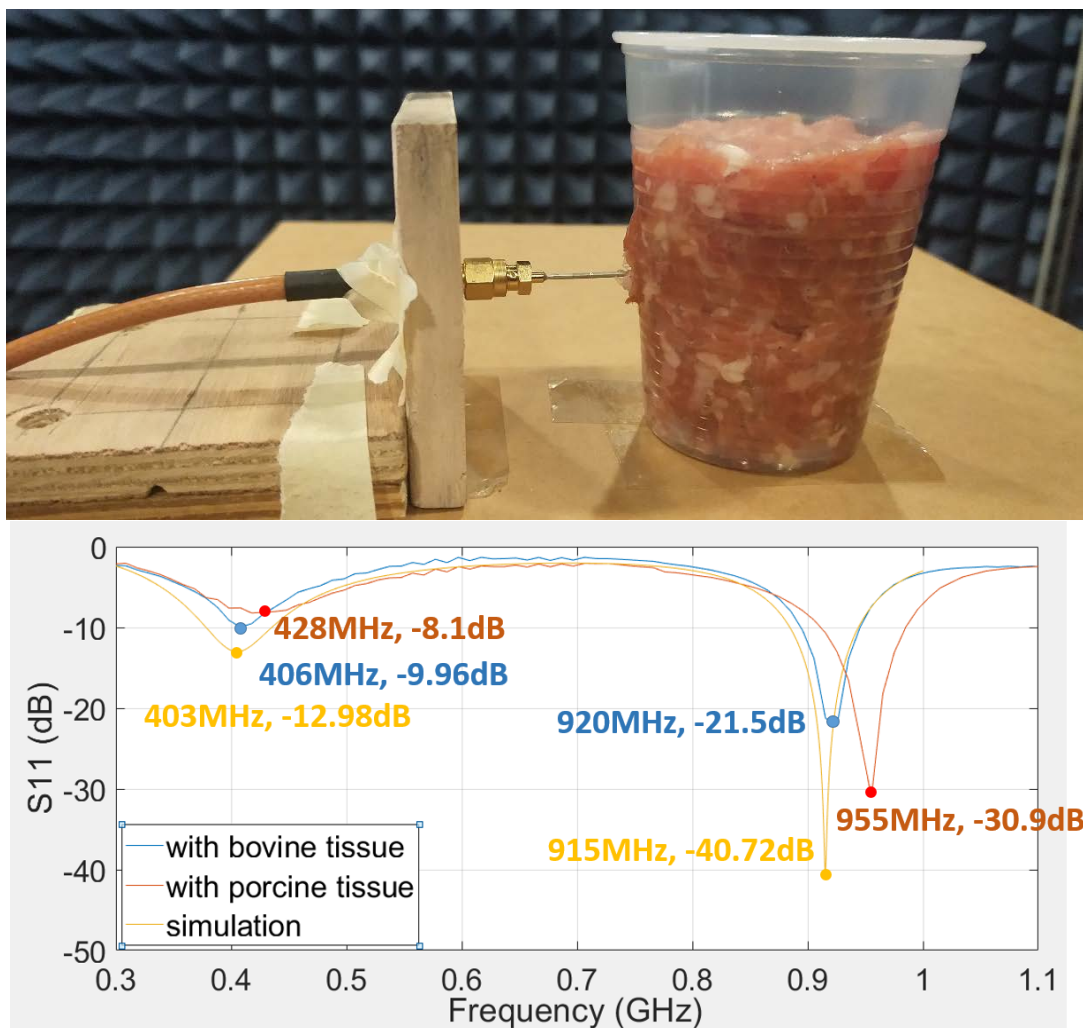 0
-10
-20
-30
-40
-50
S11 (dB)
428MHz, -8.1dB
406MHz, -9.96dB
403MHz, -12.98dB
920MHz, -21.5dB
955MHz, -30.9dB
915MHz, -40.72dB
with bovine tissue
with porcine tissue
simulation
0.3 0.4 0.5 0.6 0.7 0.8 0.9 1 1.1
Frequency (GHz)